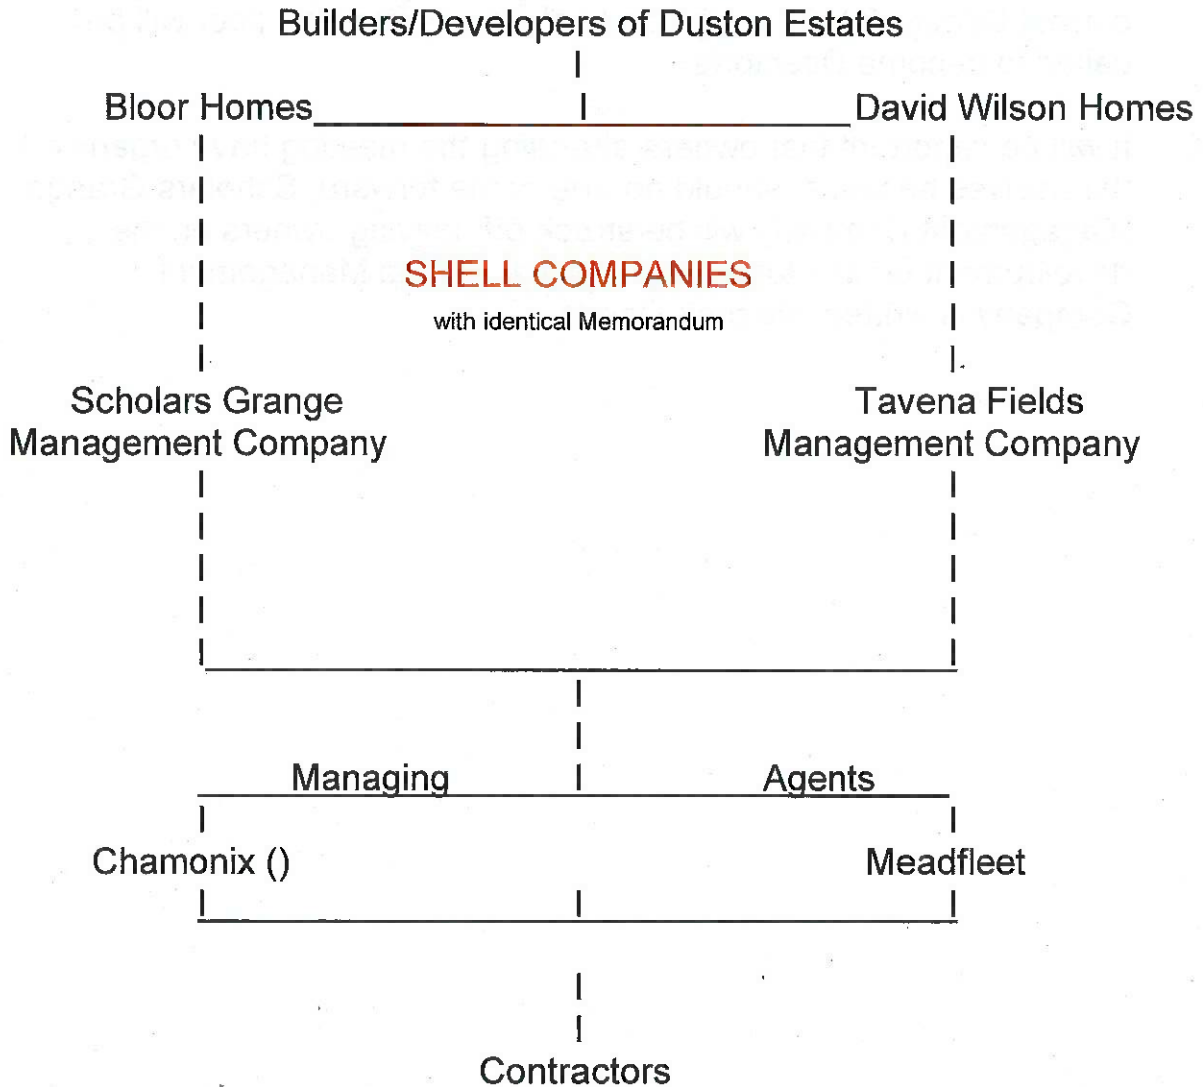 Builders/Developers of Duston Estates
Bloor Homes David Wilson Homes
SHELL COMPANIES
with identical Memorandum
Scholars Grange
Management Company
Tavena Fields
Management Company
Managing Agents
Chamonix () Meadfleet
Contractors